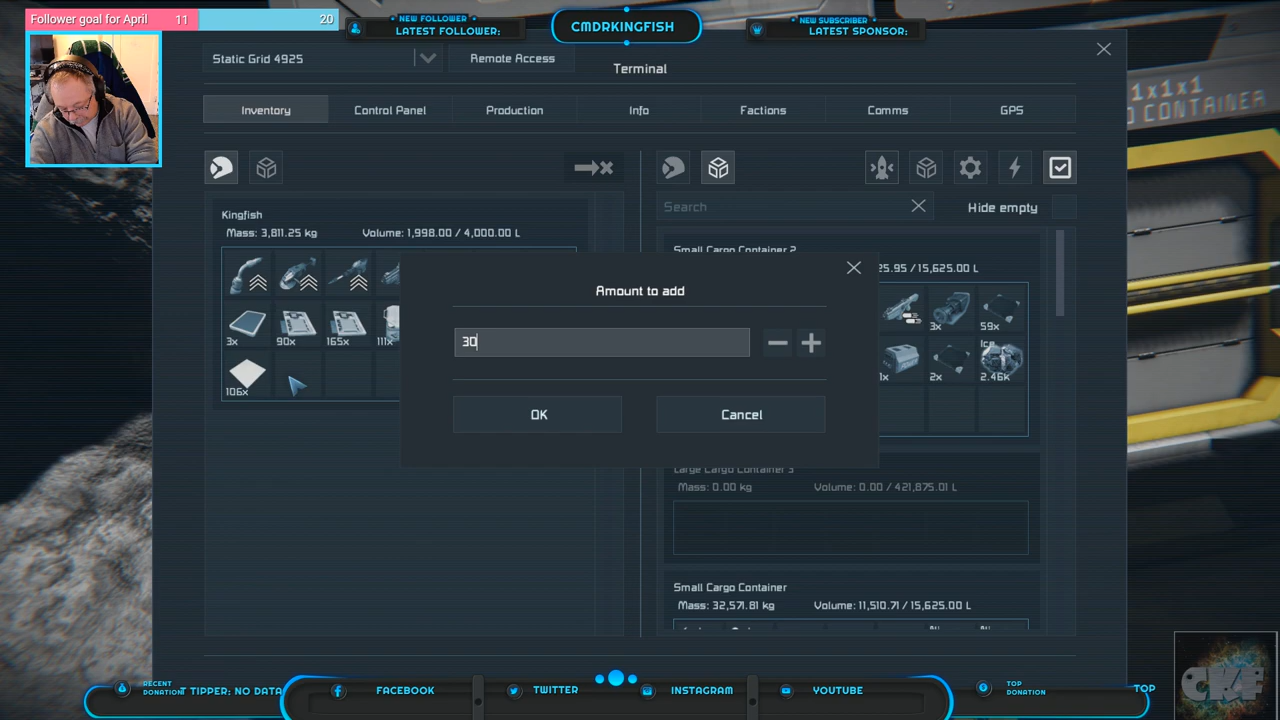 Follower goal for April 11 20
NEW FOLLOWER
LATEST FOLLOWER:
CMDRKINGFISH
NEW SUBSCRIBER
LATEST SPONSOR:
Static Grid 4925
Remote Access
Terminal
Inventory
Control Panel
Production
Info
Factions
Comms
GPS
1x1x1
CONTAINER
Search
Hide empty
Kingfish
Mass: 3,811.25 kg Volume: 1,998.00 / 4,000.00 L
Small Cargo Container 2
25.95 / 15,625.00 L
3x 59x
Ice
3x 90x 165x 111x
1x 2x 2.46K
106x
Amount to add
30
OK
Cancel
Large Cargo Container 3
Mass: 0.00 kg Volume: 0.00 / 421,875.01 L
Small Cargo Container
Mass: 32,571.81 kg Volume: 11,510.71 / 15,625.00 L
RECENT
DONATION
T TIPPER: NO DATA
FACEBOOK
TWITTER
INSTAGRAM
YOUTUBE
TOP
DONATION
TOP
CKF